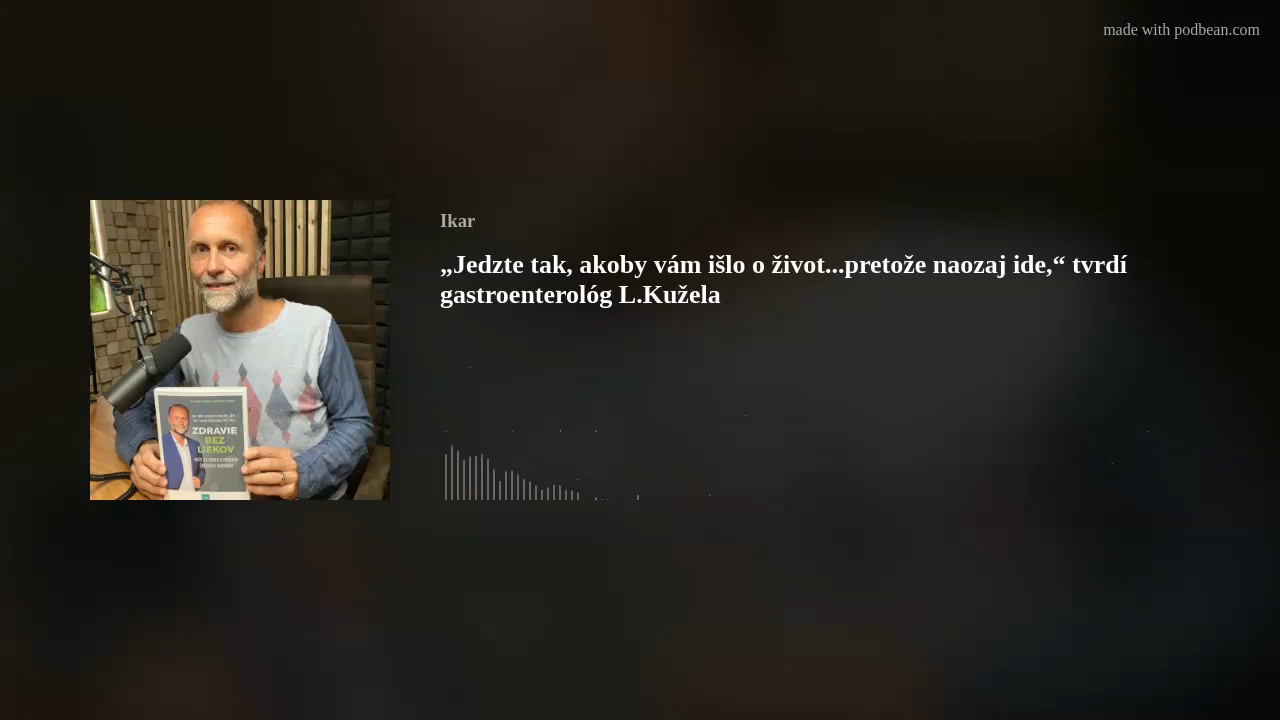 made with podbean.com
Ikar
„Jedzte tak, akoby vám išlo o život...pretože naozaj ide,“ tvrdí
gastroenterológ L.Kužela
ZDRAVIE
BEZ
LIEKOV